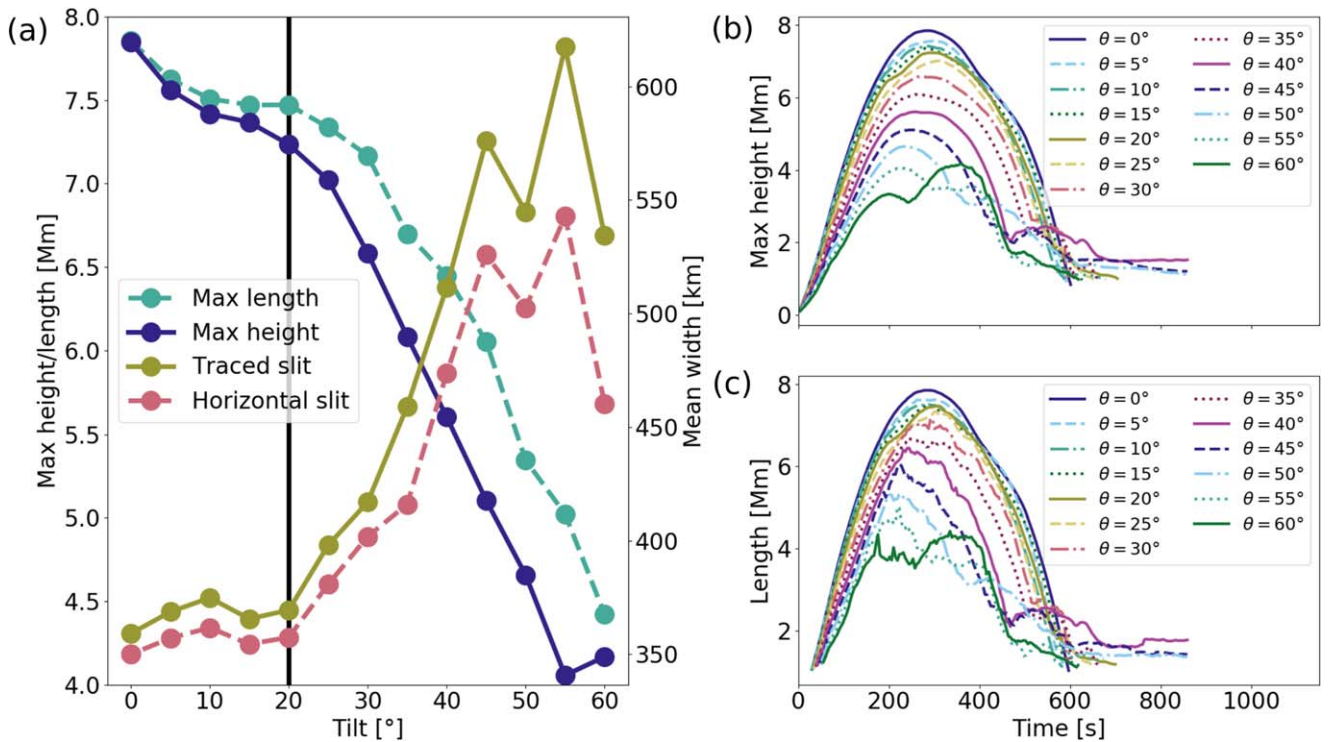 (a)
8.0
7.5
7.0
6.5
6.0
5.5
5.0
4.5
4.0
Max height/length [Mm]
Max length
Max height
Traced slit
Horizontal slit
600
550
500
450
400
350
Mean width [km]
0 10 20 30 40 50 60
Tilt [°]
(b)
8
6
4
2
0
Max height [Mm]
θ = 0°
θ = 5°
θ = 10°
θ = 15°
θ = 20°
θ = 25°
θ = 30°
θ = 35°
θ = 40°
θ = 45°
θ = 50°
θ = 55°
θ = 60°
(c)
8
6
4
2
Length [Mm]
θ = 0°
θ = 5°
θ = 10°
θ = 15°
θ = 20°
θ = 25°
θ = 30°
θ = 35°
θ = 40°
θ = 45°
θ = 50°
θ = 55°
θ = 60°
0 200 400 600 800 1000
Time [s]